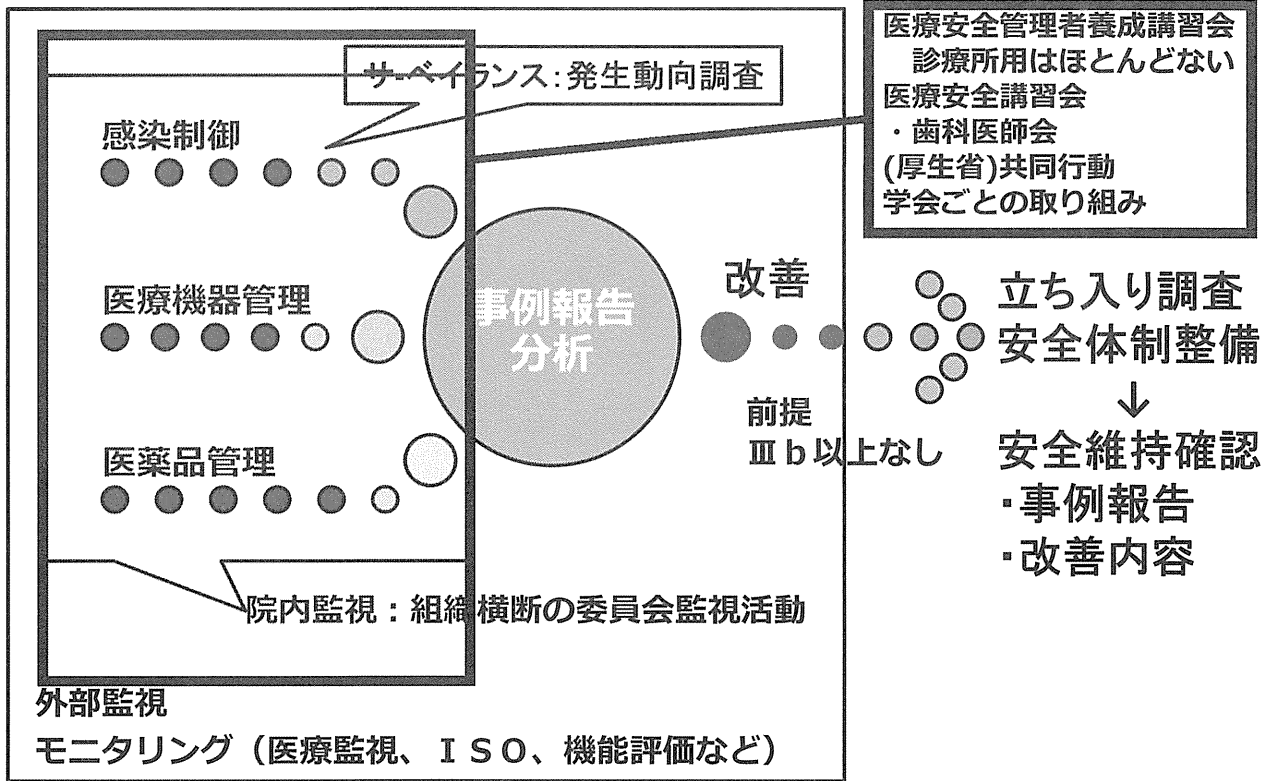 医療安全管理者養成講習会
診療所用はほとんどない
医療安全講習会
・歯科医師会
(厚生省)共同行動
学会ごとの取り組み
サーベイランス：発生動向調査
感染制御
医療機器管理
医薬品管理
事例報告
分析
改善
前提
Ⅲｂ以上なし
立ち入り調査
安全体制整備
↓
安全維持確認
・事例報告
・改善内容
院内監視：組織横断の委員会監視活動
外部監視
モニタリング（医療監視、ＩＳＯ、機能評価など）